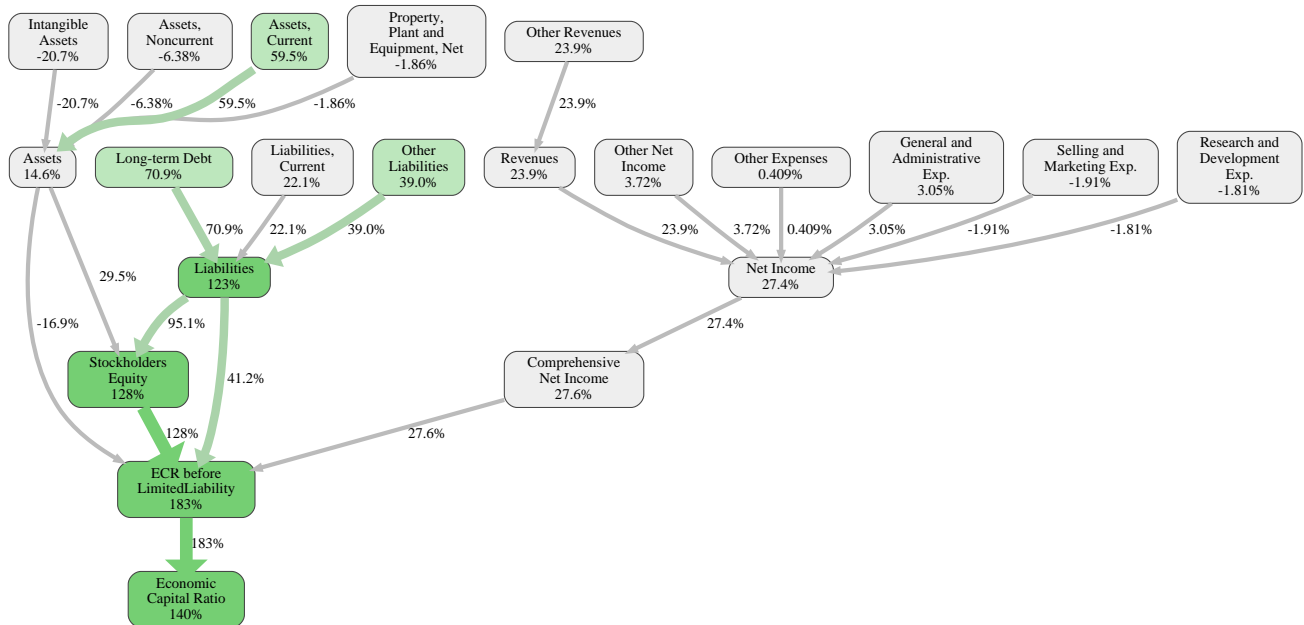 Intangible
Assets
-20.7%
Assets,
Noncurrent
-6.38%
Assets,
Current
59.5%
Property,
Plant and
Equipment, Net
-1.86%
Other Revenues
23.9%
-20.7%
-6.38%
59.5%
-1.86%
23.9%
Assets
14.6%
Long-term Debt
70.9%
Liabilities,
Current
22.1%
Other
Liabilities
39.0%
Revenues
23.9%
Other Net
Income
3.72%
Other Expenses
0.409%
General and
Administrative
Exp.
3.05%
Selling and
Marketing Exp.
-1.91%
Research and
Development
Exp.
-1.81%
70.9%
22.1%
39.0%
23.9%
3.72%
0.409%
3.05%
-1.91%
-1.81%
Liabilities
123%
Net Income
27.4%
29.5%
-16.9%
95.1%
41.2%
27.4%
Stockholders
Equity
128%
Comprehensive
Net Income
27.6%
128%
27.6%
ECR before
LimitedLiability
183%
183%
Economic
Capital Ratio
140%